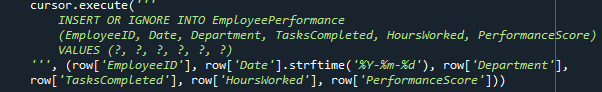 cursor.execute('''
INSERT OR IGNORE INTO EmployeePerformance
(EmployeeID, Date, Department, TasksCompleted, HoursWorked, PerformanceScore)
VALUES (?, ?, ?, ?, ?, ?)
''', (row['EmployeeID'], row['Date'].strftime('%Y-%m-%d'), row['Department'],
row['TasksCompleted'], row['HoursWorked'], row['PerformanceScore']))